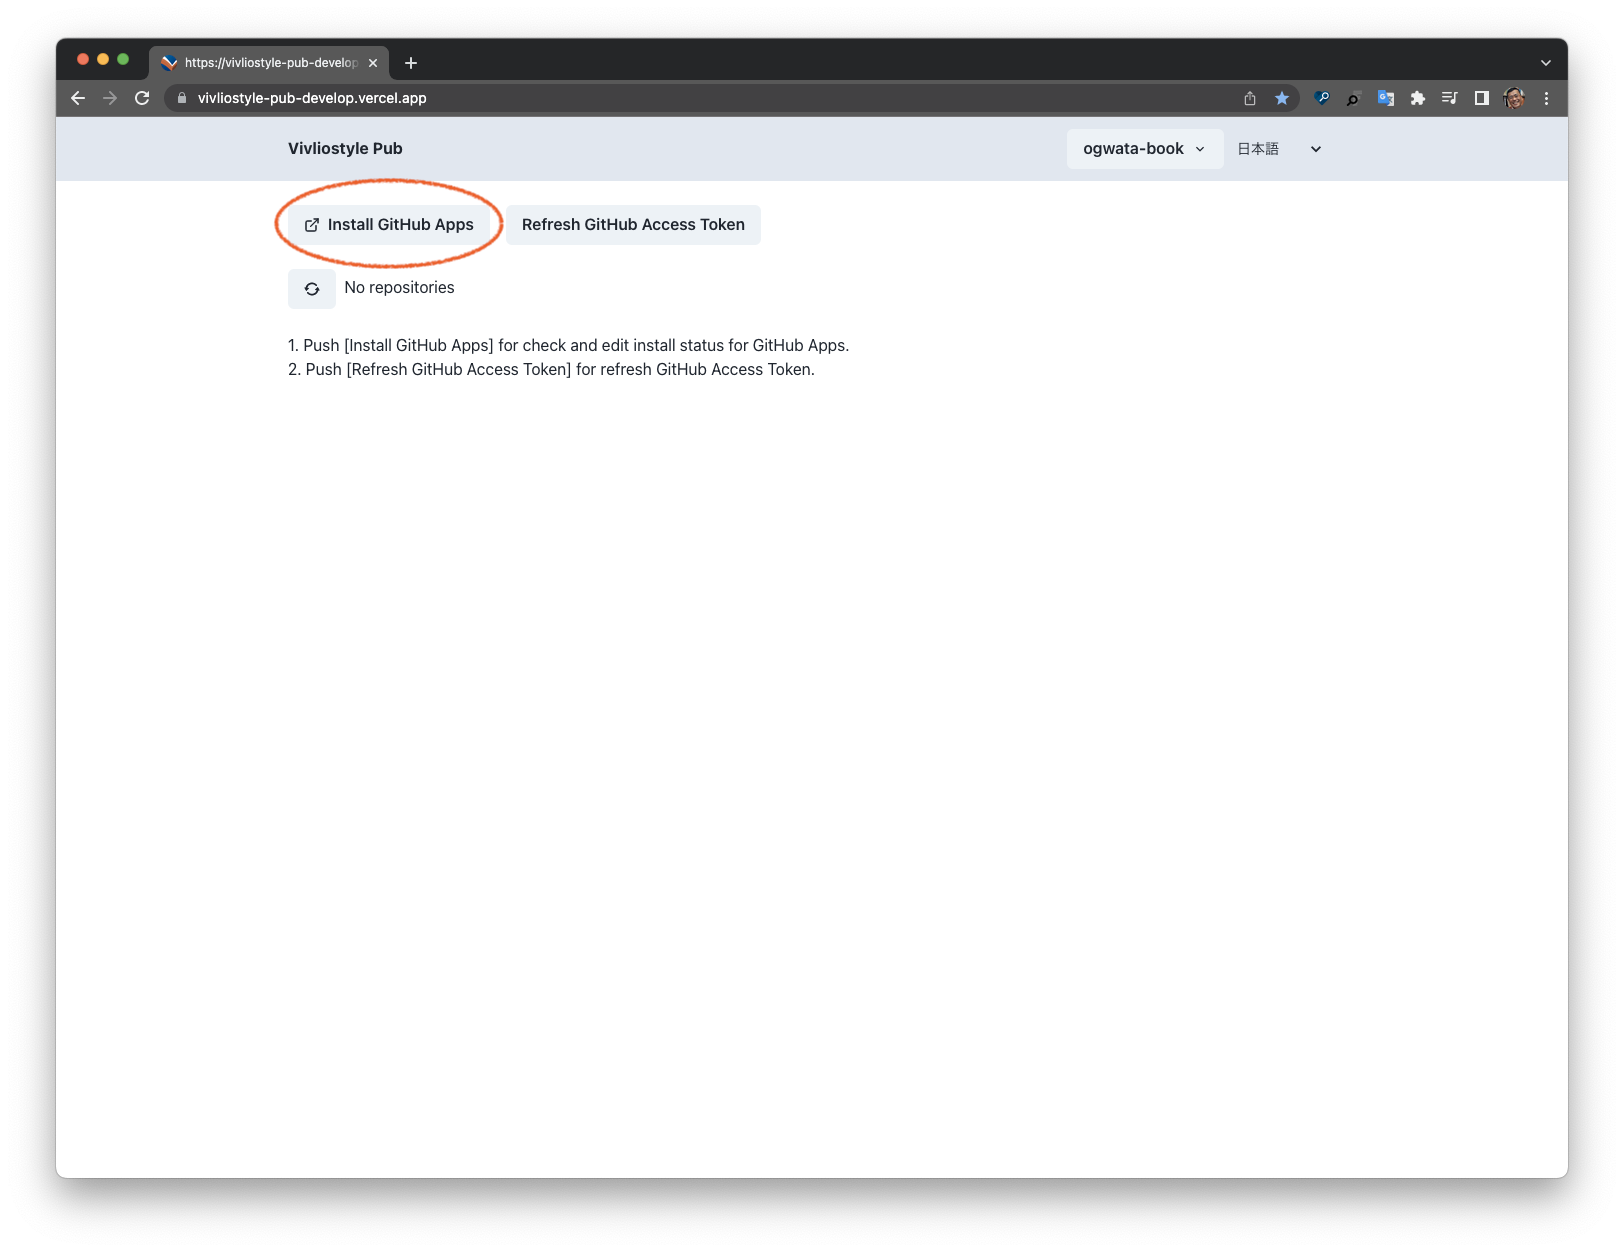 https://vivliostyle-pub-develop
vivliostyle-pub-develop.vercel.app
Vivliostyle Pub
ogwata-book
日本語
Install GitHub Apps
Refresh GitHub Access Token
No repositories
1. Push [Install GitHub Apps] for check and edit install status for GitHub Apps.
2. Push [Refresh GitHub Access Token] for refresh GitHub Access Token.